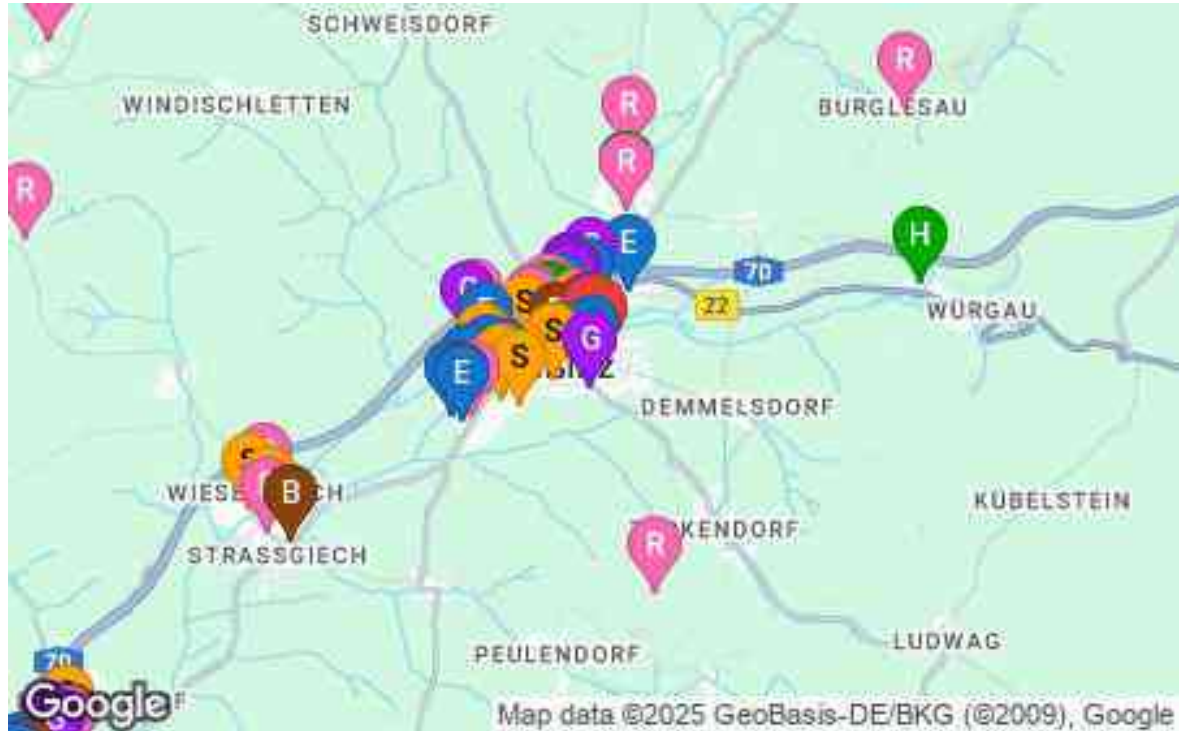 SCHWEISDORF
WINDISCHLETTEN
R
BURGLESAU
R
R
R
H
E
70
22
WÜRGAU
S
S
G
S
E
DEMMELSDORF
S
B
KÜBELSTEIN
STRASSGIECH
R
LUDWAG
PEULENDORF
70
Google
Map data ©2025 GeoBasis-DE/BKG (©2009), Google